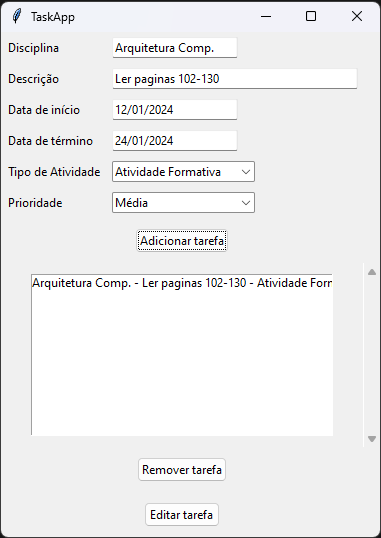 TaskApp
Disciplina Arquitetura Comp.
Descrição Ler paginas 102-130
Data de início 12/01/2024
Data de término 24/01/2024
Tipo de Atividade Atividade Formativa
Prioridade Média
Adicionar tarefa
Arquitetura Comp. - Ler paginas 102-130 - Atividade Forn
Remover tarefa
Editar tarefa